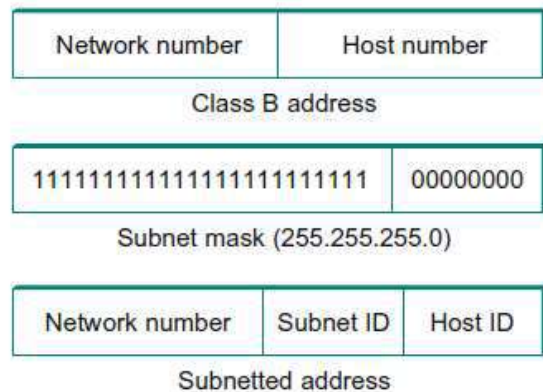 Network number Host number
Class B address
111111111111111111111111 00000000
Subnet mask (255.255.255.0)
Network number Subnet ID Host ID
Subnetted address